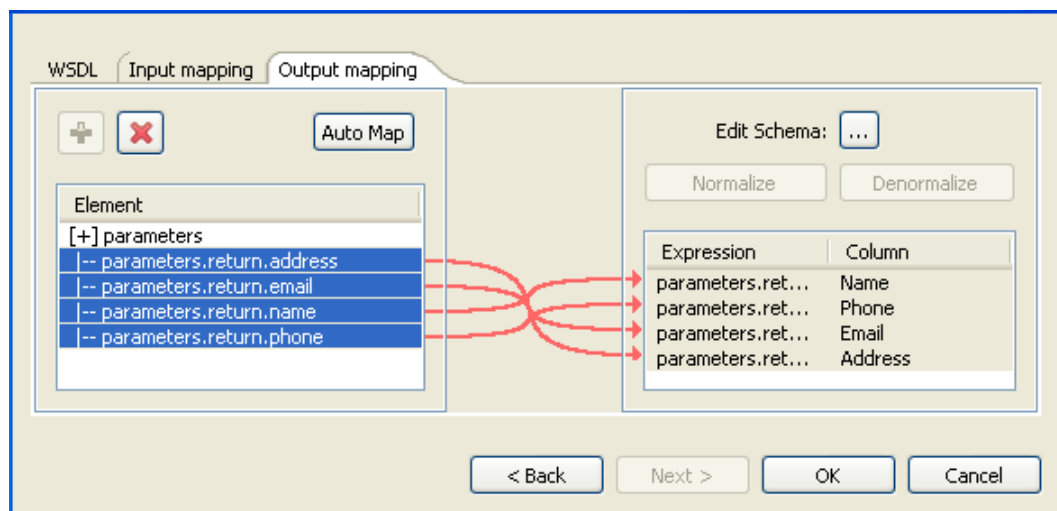 WSDL Input mapping Output mapping
Auto Map
Edit Schema: ...
Normalize Denormalize
Element
[+] parameters
|-- parameters.return.address
|-- parameters.return.email
|-- parameters.return.name
|-- parameters.return.phone
Expression Column
parameters.ret... Name
parameters.ret... Phone
parameters.ret... Email
parameters.ret... Address
< Back Next > OK Cancel